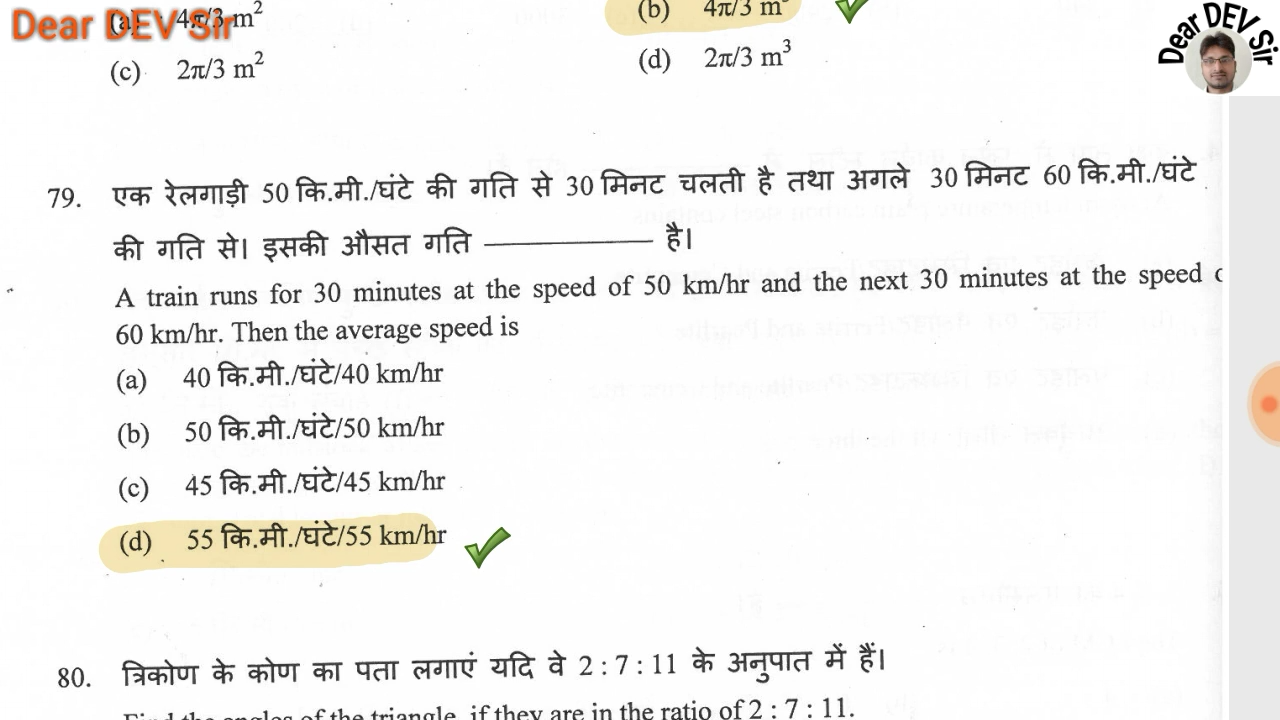 Dear DEV Sir
(a) 4π/3 m²
(b) 4π/3 m³
Dear DEV Sir
(c) 2π/3 m²
(d) 2π/3 m³
79. एक रेलगाड़ी 50 कि.मी./घंटे की गति से 30 मिनट चलती है तथा अगले 30 मिनट 60 कि.मी./घंटे
की गति से। इसकी औसत गति ———— है।
A train runs for 30 minutes at the speed of 50 km/hr and the next 30 minutes at the speed
60 km/hr. Then the average speed is
(a) 40 कि.मी./घंटे/40 km/hr
(b) 50 कि.मी./घंटे/50 km/hr
(c) 45 कि.मी./घंटे/45 km/hr
(d) 55 कि.मी./घंटे/55 km/hr
80. त्रिकोण के कोण का पता लगाएं यदि वे 2 : 7 : 11 के अनुपात में हैं।
Find the angles of the triangle, if they are in the ratio of 2 : 7 : 11.